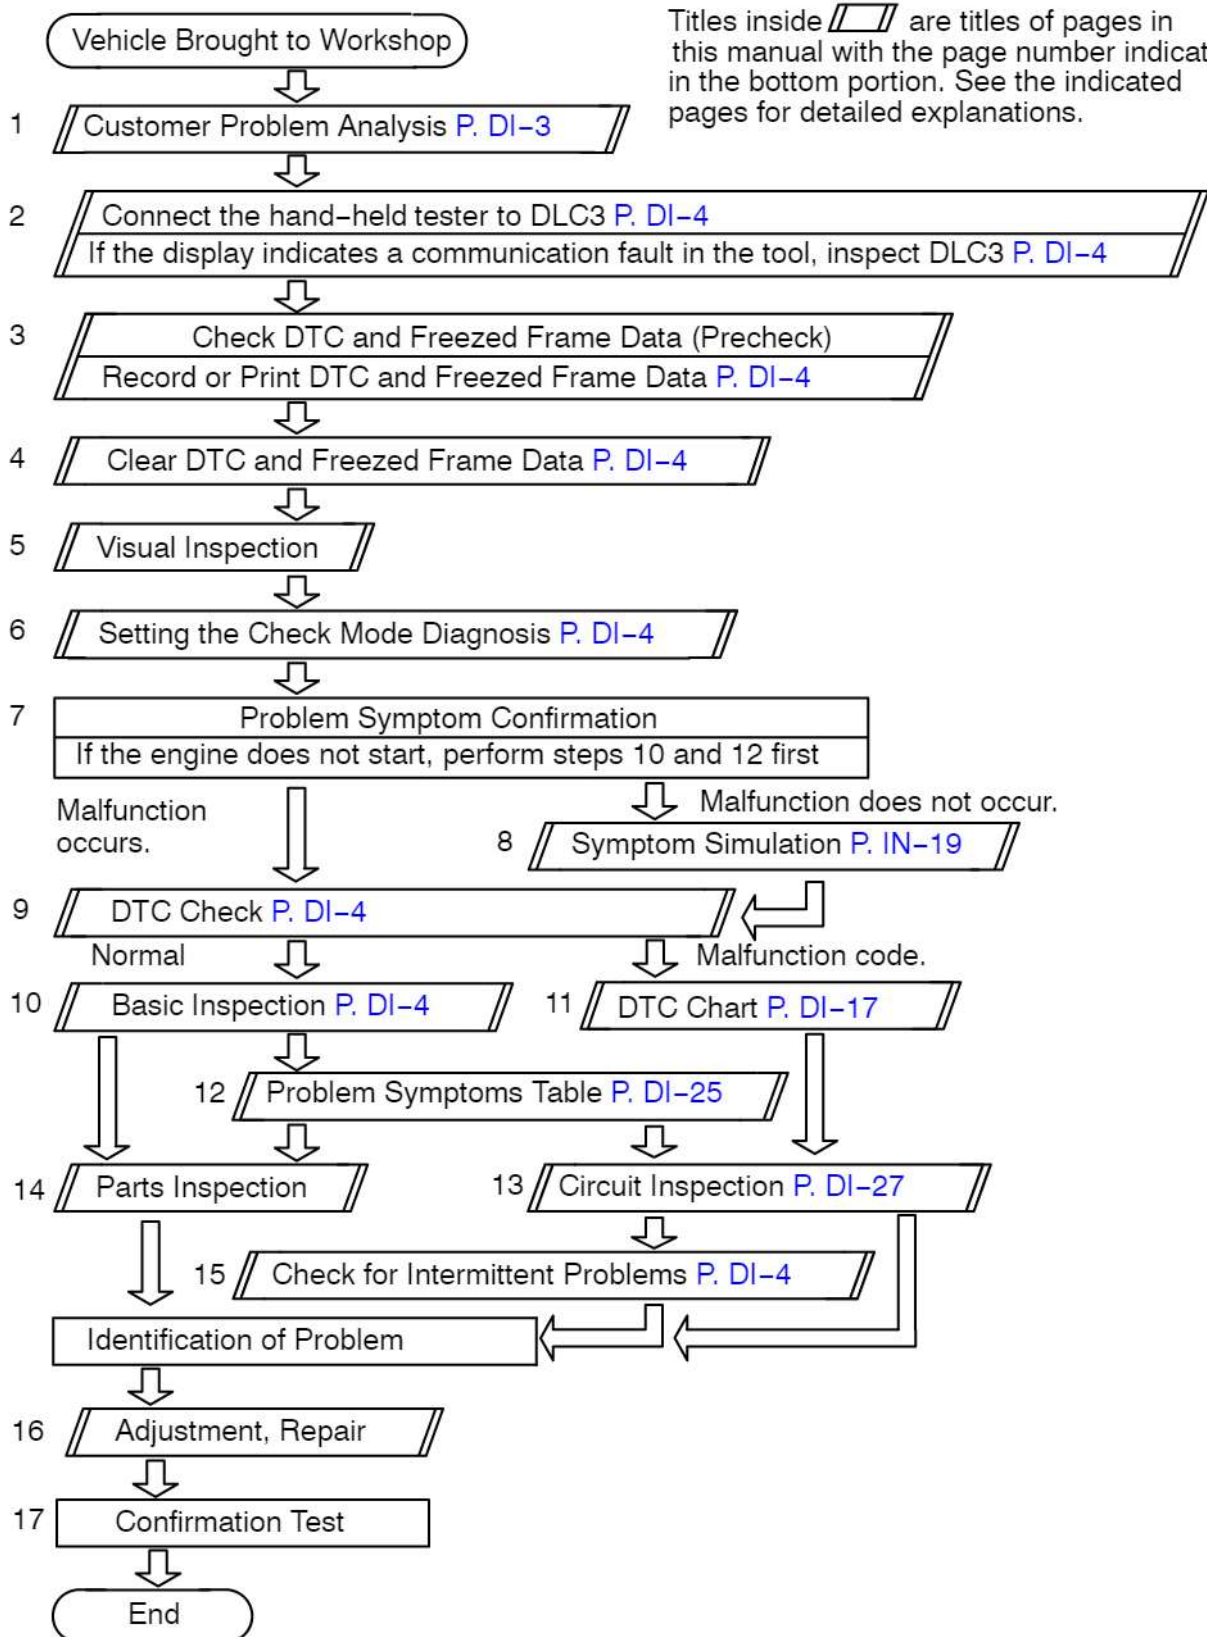 Vehicle Brought to Workshop
Titles inside are titles of pages in
this manual with the page number indicat
in the bottom portion. See the indicated
pages for detailed explanations.
1 Customer Problem Analysis P. DI–3
2 Connect the hand–held tester to DLC3 P. DI–4
If the display indicates a communication fault in the tool, inspect DLC3 P. DI–4
3 Check DTC and Freezed Frame Data (Precheck)
Record or Print DTC and Freezed Frame Data P. DI–4
4 Clear DTC and Freezed Frame Data P. DI–4
5 Visual Inspection
6 Setting the Check Mode Diagnosis P. DI–4
7 Problem Symptom Confirmation
If the engine does not start, perform steps 10 and 12 first
Malfunction
occurs.
Malfunction does not occur.
8 Symptom Simulation P. IN–19
9 DTC Check P. DI–4
Normal
Malfunction code.
10 Basic Inspection P. DI–4
11 DTC Chart P. DI–17
12 Problem Symptoms Table P. DI–25
14 Parts Inspection
13 Circuit Inspection P. DI–27
15 Check for Intermittent Problems P. DI–4
Identification of Problem
16 Adjustment, Repair
17 Confirmation Test
End